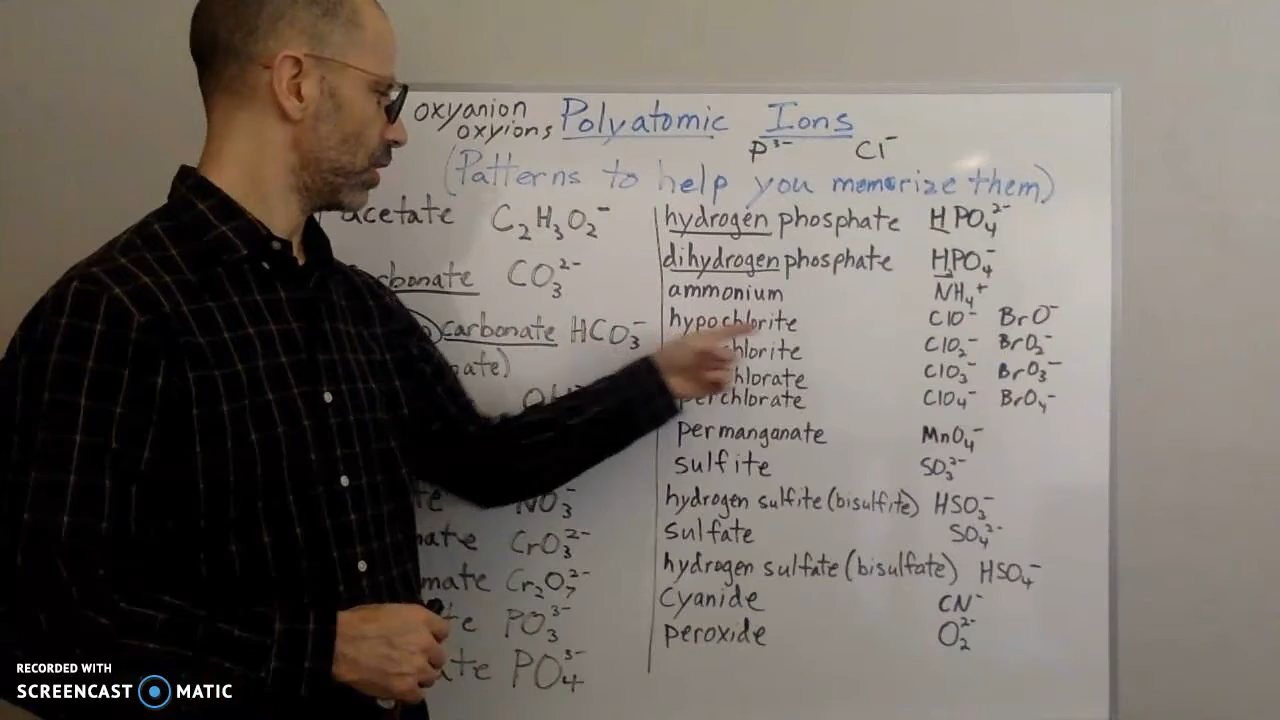 oxyanion
oxyions
Polyatomic Ions
P³⁻ Cl⁻
(Patterns to help you memorize them)
acetate C₂H₃O₂⁻
CO₃²⁻
carbonate HCO₃⁻
NO₃⁻
CrO₃²⁻
Cr₂O₇²⁻
PO₃³⁻
PO₄³⁻
hydrogen phosphate HPO₄²⁻
dihydrogen phosphate H₂PO₄⁻
ammonium NH₄⁺
hypochlorite ClO⁻ BrO⁻
chlorite ClO₂⁻ BrO₂⁻
chlorate ClO₃⁻ BrO₃⁻
perchlorate ClO₄⁻ BrO₄⁻
permanganate MnO₄⁻
sulfite SO₃²⁻
hydrogen sulfite (bisulfite) HSO₃⁻
sulfate SO₄²⁻
hydrogen sulfate (bisulfate) HSO₄⁻
cyanide CN⁻
peroxide O₂²⁻
RECORDED WITH
SCREENCAST MATIC